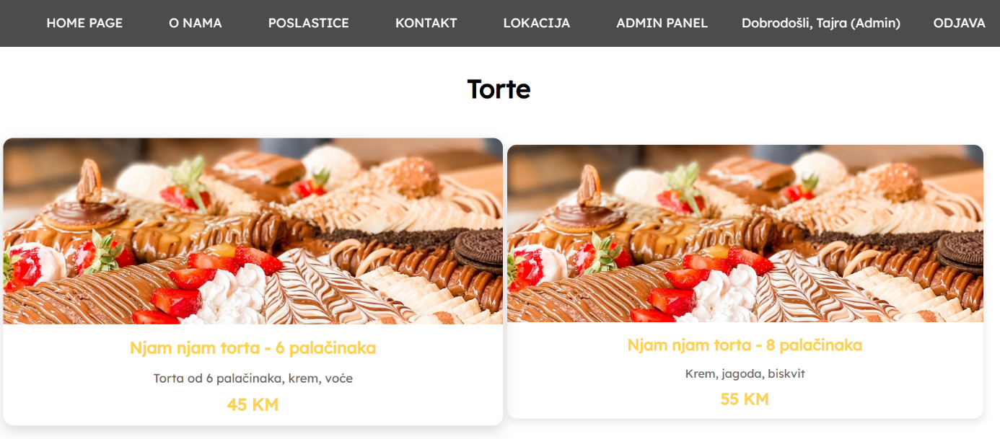 HOME PAGE O NAMA POSLASTICE KONTAKT LOKACIJA ADMIN PANEL Dobrodošli, Tajra (Admin) ODJAVA
Torte
Njam njam torta - 6 palačinaka
Torta od 6 palačinaka, krem, voće
45 KM
Njam njam torta - 8 palačinaka
Krem, jagoda, biskvit
55 KM